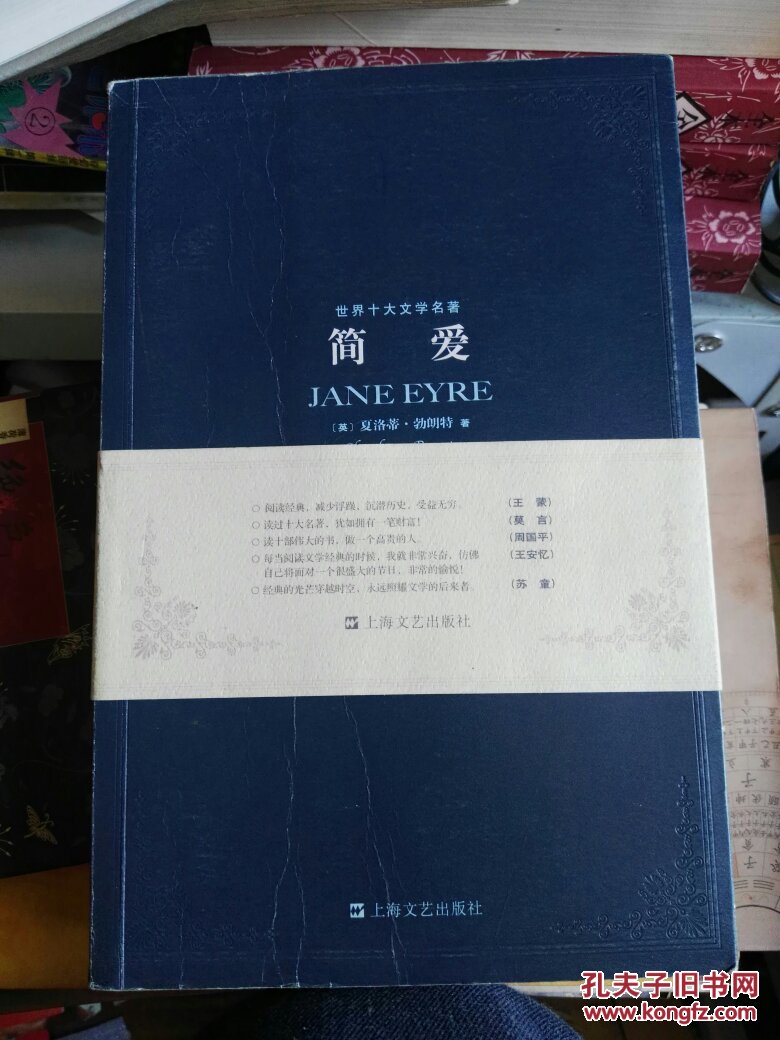 世界十大文学名著
简 爱
JANE EYRE
〔英〕夏洛蒂·勃朗特 著
○ 阅读经典，减少浮躁、沉潜历史，受益无穷。 （王 蒙）
○ 读过十大名著，犹如拥有一笔财富！ （莫 言）
○ 读十部伟大的书，做一个高贵的人。 （周国平）
○ 每当阅读文学经典的时候，我就非常兴奋，仿佛 （王安忆）
自己将面对一个很盛大的节日，非常的愉悦！
○ 经典的光芒穿越时空，永远照耀文学的后来者。 （苏 童）
上海文艺出版社
上海文艺出版社
②
孔夫子旧书网
www.kongfz.com